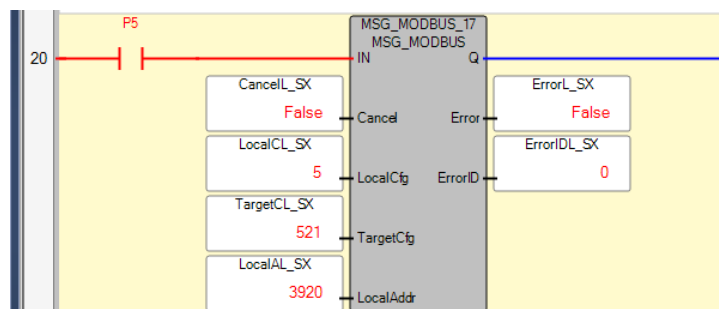 P5
MSG_MODBUS_17
MSG_MODBUS
20
IN Q
CancelL_SX
False
Cancel
Error
ErrorL_SX
False
LocalCL_SX
5
LocalCfg
ErrorID
ErrorIDL_SX
0
TargetCL_SX
521
TargetCfg
LocalAL_SX
3920
LocalAddr